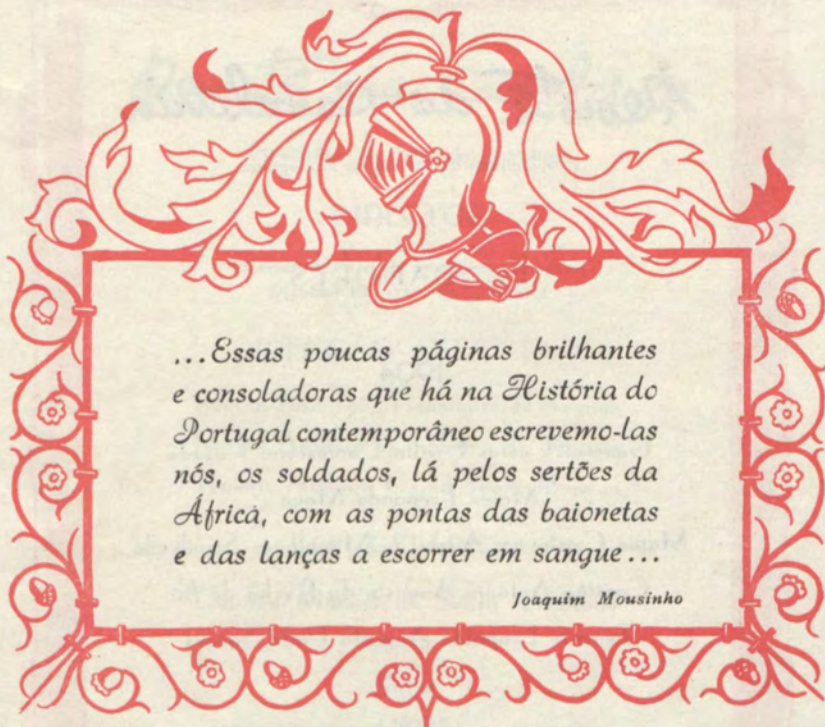 ...Essas poucas páginas brilhantes
e consoladoras que há na História do
Portugal contemporâneo escrevemo-las
nós, os soldados, lá pelos sertões da
África, com as pontas das baionetas
e das lanças a escorrer em sangue...
Joaquim Mousinho